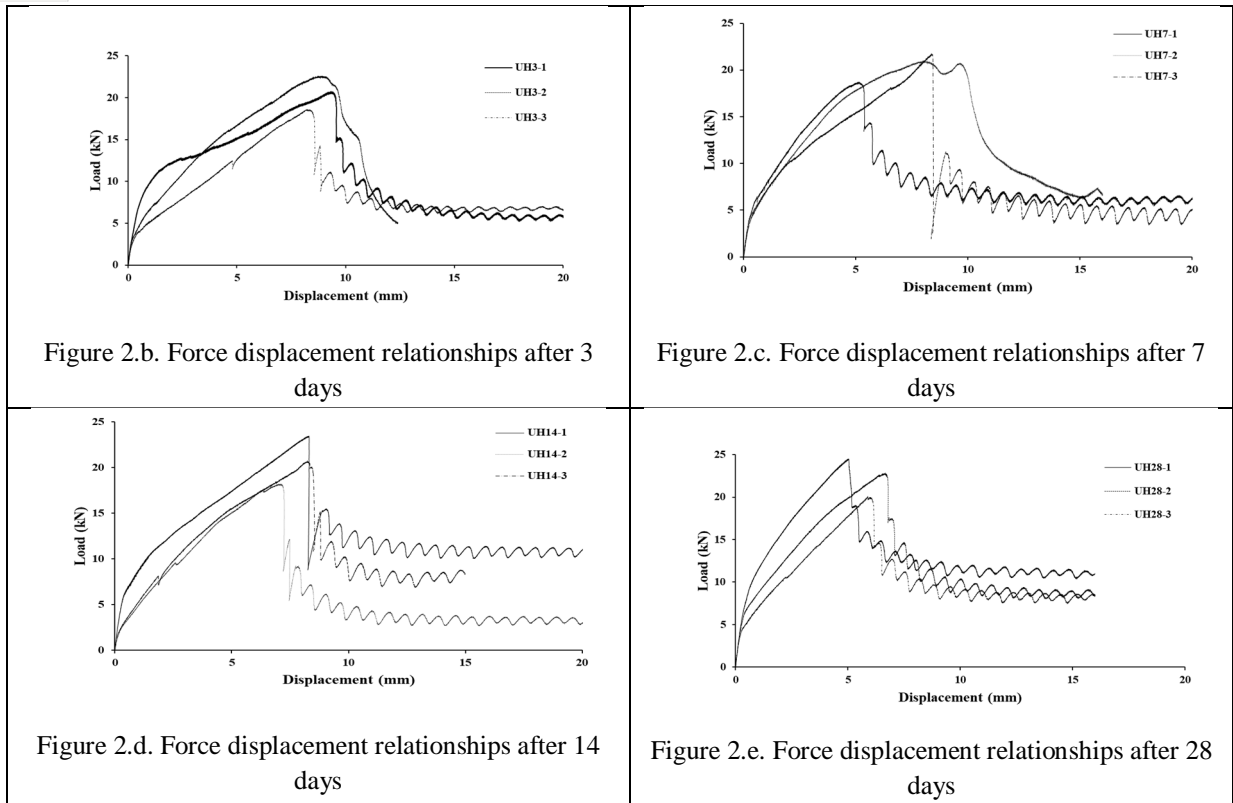 25
20
15
10
5
0
Load (kN)
0 5 10 15 20
Displacement (mm)
UH3-1
UH3-2
UH3-3
Figure 2.b. Force displacement relationships after 3
days
25
20
15
10
5
0
Load (kN)
0 5 10 15 20
Displacement (mm)
UH7-1
UH7-2
UH7-3
Figure 2.c. Force displacement relationships after 7
days
25
20
15
10
5
0
Load (kN)
0 5 10 15 20
Displacement (mm)
UH14-1
UH14-2
UH14-3
Figure 2.d. Force displacement relationships after 14
days
25
20
15
10
5
0
Load (kN)
0 5 10 15 20
Displacement (mm)
UH28-1
UH28-2
UH28-3
Figure 2.e. Force displacement relationships after 28
days